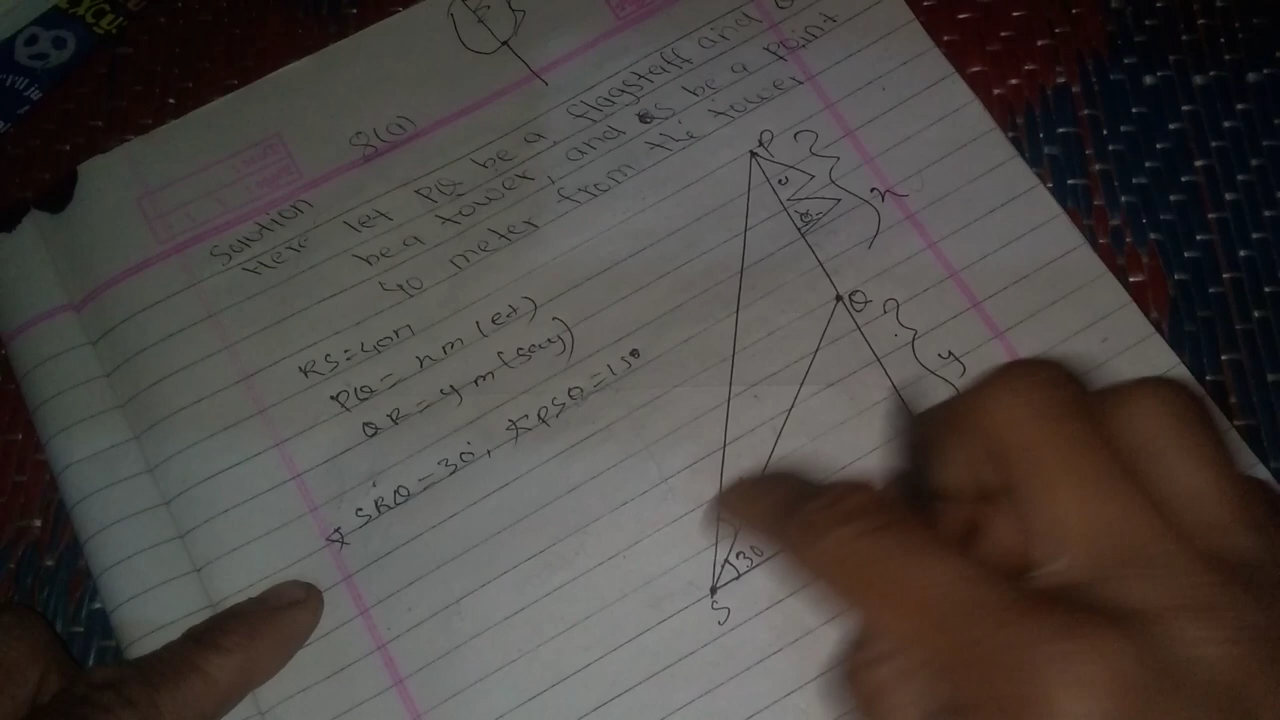 8(a)
Solution
Here let PQ be a flagstaff and
be a tower, and S be a point
40 meter from the tower
RS=40m
PQ= xm (let)
QR = y m (say)
∡ SRQ=30°, ∡PSQ=15°
P
x
Q
y
30
S